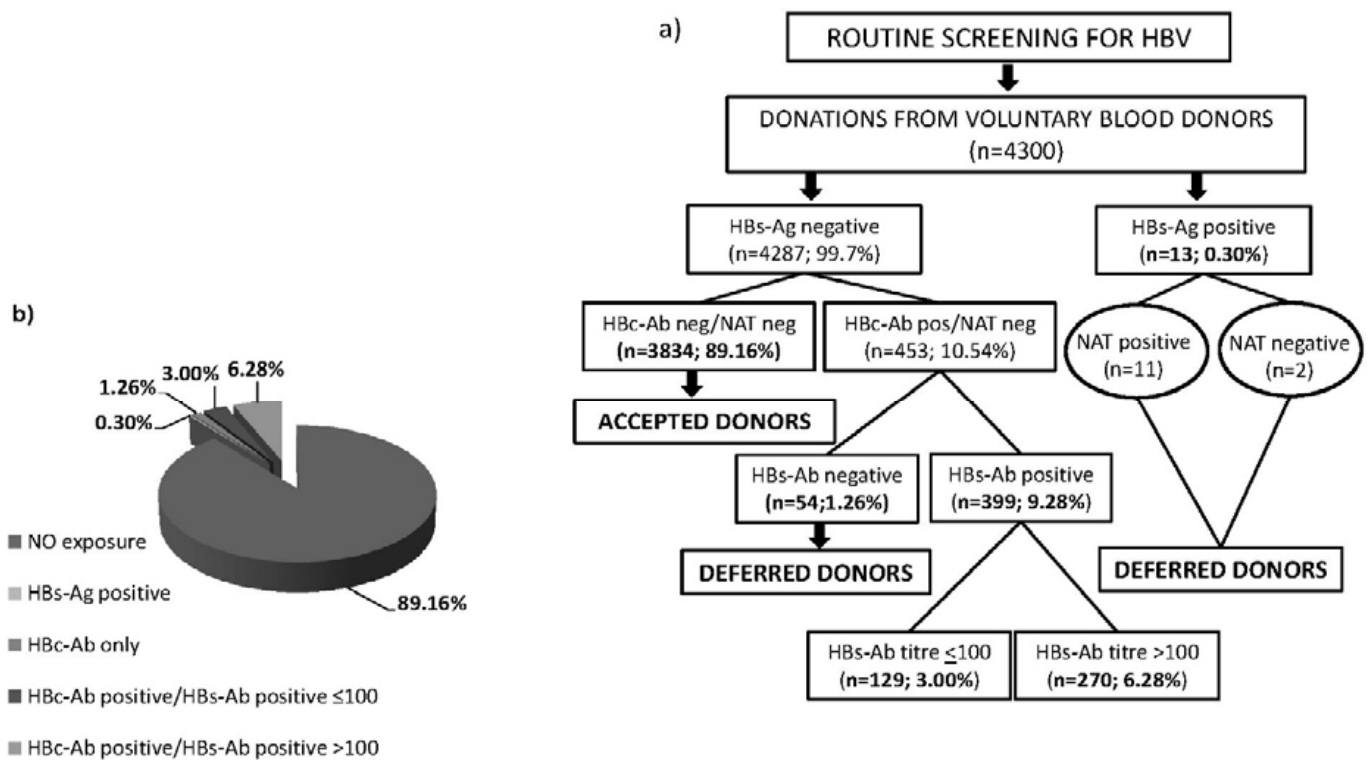 a)
ROUTINE SCREENING FOR HBV
DONATIONS FROM VOLUNTARY BLOOD DONORS
(n=4300)
HBs-Ag negative
(n=4287; 99.7%)
HBs-Ag positive
(n=13; 0.30%)
HBc-Ab neg/NAT neg
(n=3834; 89.16%)
HBc-Ab pos/NAT neg
(n=453; 10.54%)
NAT positive
(n=11)
NAT negative
(n=2)
ACCEPTED DONORS
HBs-Ab negative
(n=54;1.26%)
HBs-Ab positive
(n=399; 9.28%)
DEFERRED DONORS
DEFERRED DONORS
HBs-Ab titre ≤100
(n=129; 3.00%)
HBs-Ab titre >100
(n=270; 6.28%)
b)
6.28%
3.00%
1.26%
0.30%
89.16%
NO exposure
HBs-Ag positive
HBc-Ab only
HBc-Ab positive/HBs-Ab positive ≤100
HBc-Ab positive/HBs-Ab positive >100